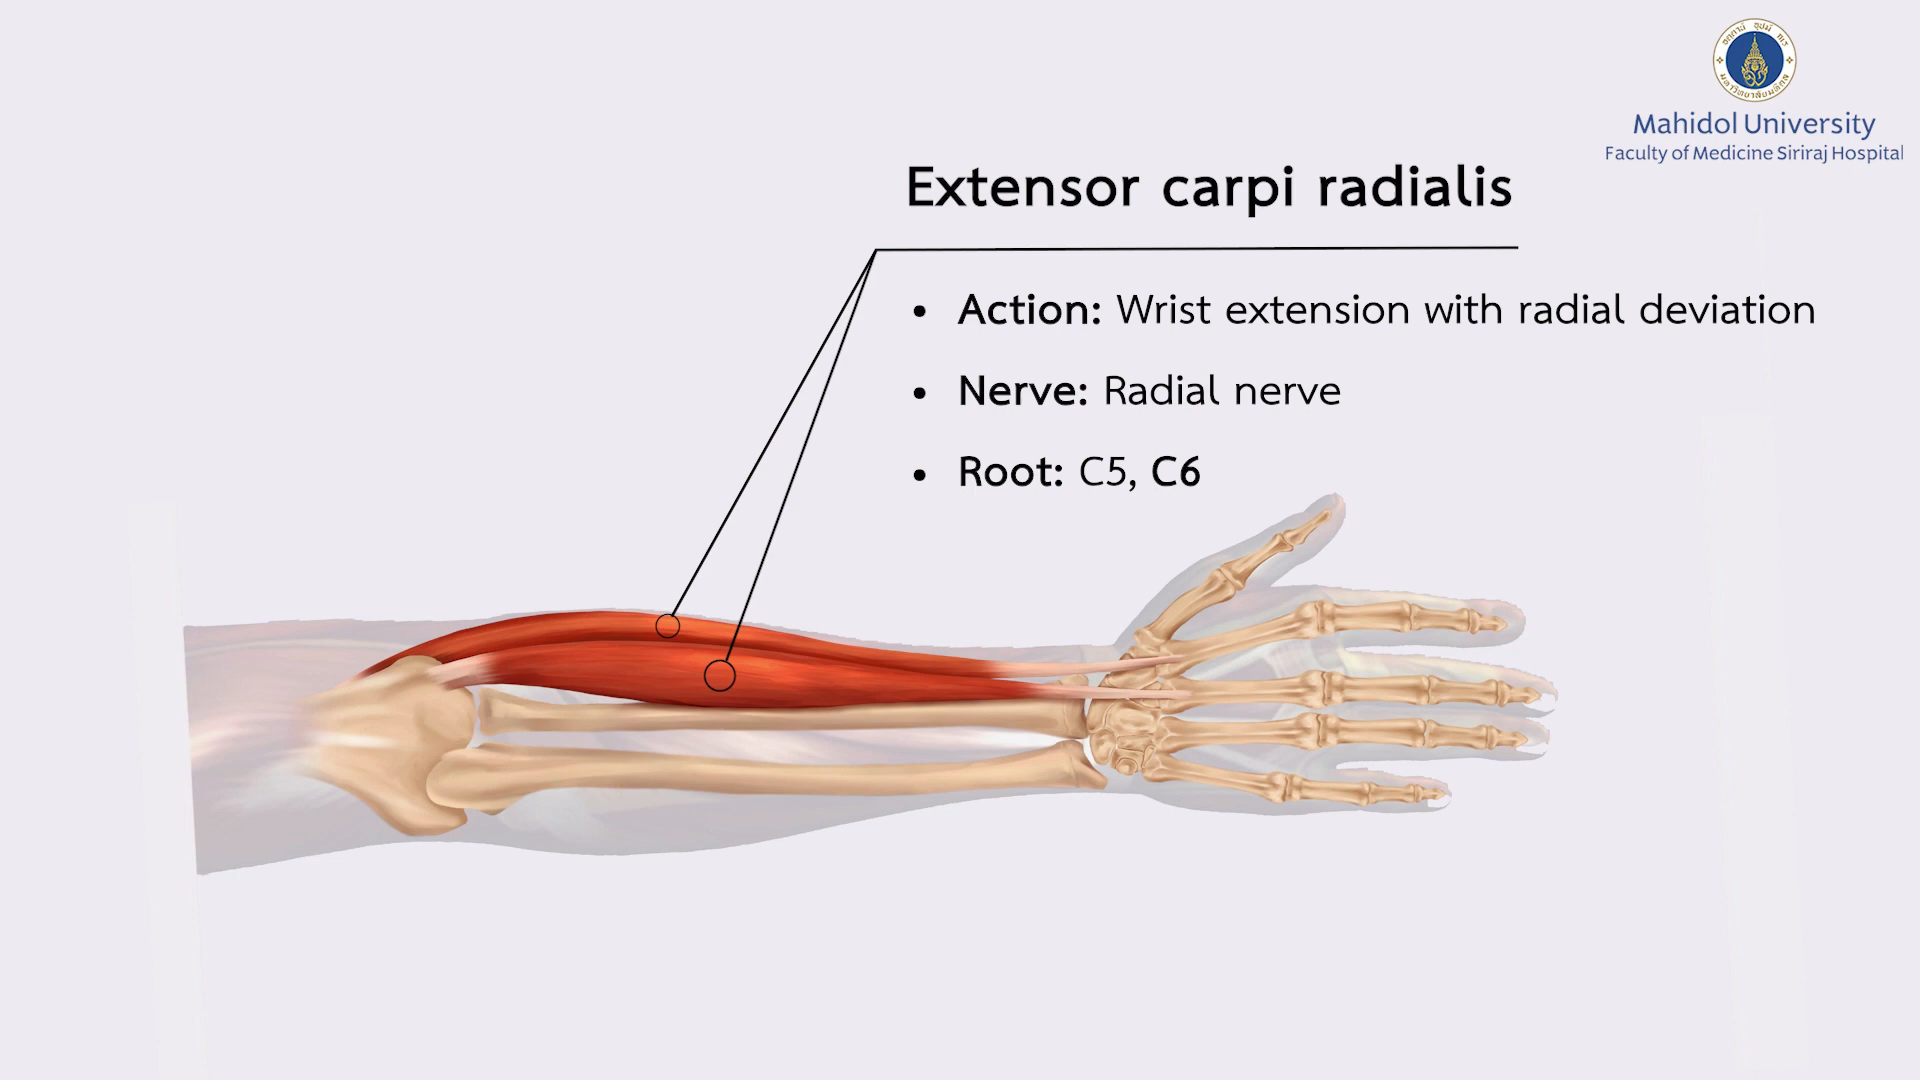 Mahidol University
Faculty of Medicine Siriraj Hospital
Extensor carpi radialis
• Action: Wrist extension with radial deviation
• Nerve: Radial nerve
• Root: C5, C6